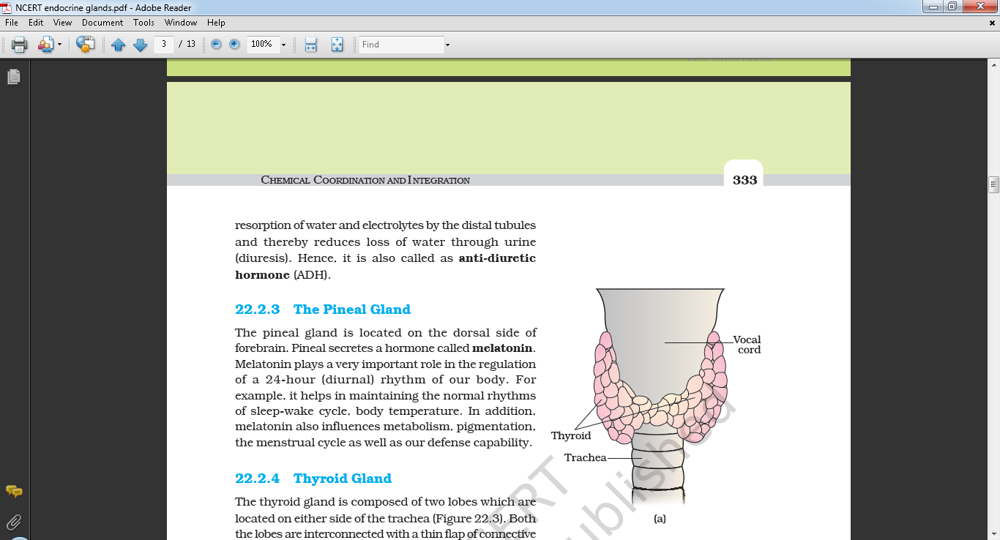 NCERT endocrine glands.pdf - Adobe Reader
File Edit View Document Tools Window Help
3 / 13 100% Find
CHEMICAL COORDINATION AND INTEGRATION
333
resorption of water and electrolytes by the distal tubules
and thereby reduces loss of water through urine
(diuresis). Hence, it is also called as anti-diuretic
hormone (ADH).
22.2.3 The Pineal Gland
The pineal gland is located on the dorsal side of
forebrain. Pineal secretes a hormone called melatonin.
Melatonin plays a very important role in the regulation
of a 24-hour (diurnal) rhythm of our body. For
example, it helps in maintaining the normal rhythms
of sleep-wake cycle, body temperature. In addition,
melatonin also influences metabolism, pigmentation,
the menstrual cycle as well as our defense capability.
22.2.4 Thyroid Gland
The thyroid gland is composed of two lobes which are
located on either side of the trachea (Figure 22.3). Both
the lobes are interconnected with a thin flap of connective
Vocal
cord
Thyroid
Trachea
(a)